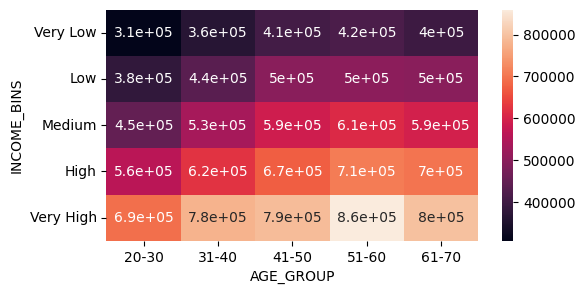 Very Low 3.1e+05 3.6e+05 4.1e+05 4.2e+05 4e+05
Low 3.8e+05 4.4e+05 5e+05 5e+05 5e+05
Medium 4.5e+05 5.3e+05 5.9e+05 6.1e+05 5.9e+05
High 5.6e+05 6.2e+05 6.7e+05 7.1e+05 7e+05
Very High 6.9e+05 7.8e+05 7.9e+05 8.6e+05 8e+05
20-30 31-40 41-50 51-60 61-70
AGE_GROUP
INCOME_BINS
800000
700000
600000
500000
400000